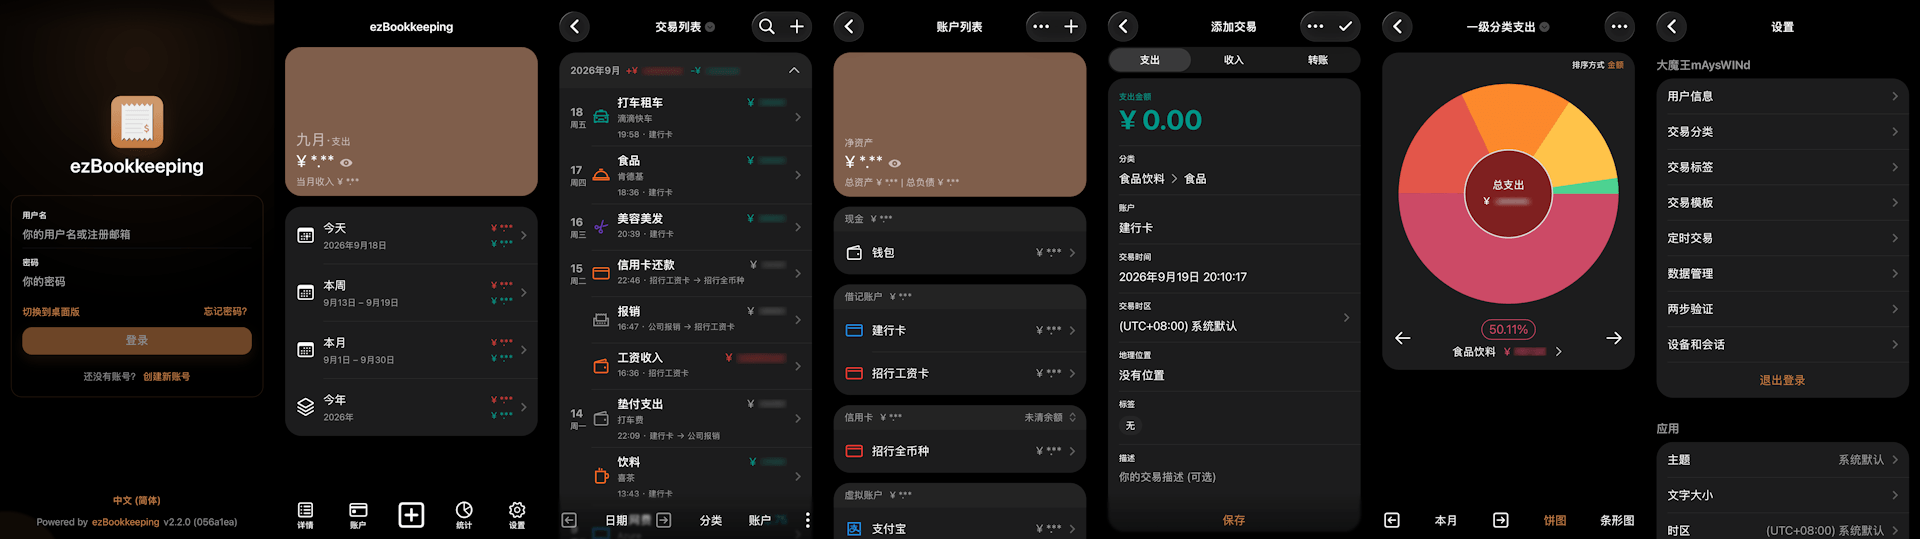 ezBookkeeping
用户名
你的用户名或注册邮箱
密码
你的密码
切换到桌面版 忘记密码?
登录
还没有账号? 创建新账号
中文 (简体)
Powered by ezBookkeeping v2.2.0 (056a1ea)
ezBookkeeping
九月·支出
¥ *.**
当月收入 ¥ *.**
今天
2026年9月18日
¥ ***
¥ ***
本周
9月13日 – 9月19日
¥ ***
¥ ***
本月
9月1日 – 9月30日
¥ ***
¥ ***
今年
2026年
¥ ***
¥ ***
详情 账户 统计 设置
交易列表
2026年9月 +¥ -¥
18
周五
打车租车 ¥
滴滴快车
19:58 · 建行卡
17
周四
食品 ¥
肯德基
18:36 · 建行卡
16
周三
美容美发 ¥
20:39 · 建行卡
15
周二
信用卡还款 ¥
22:46 · 招行工资卡 → 招行全币种
报销 ¥
16:47 · 公司报销 → 招行工资卡
工资收入 ¥
16:36 · 招行工资卡
14
周一
垫付支出 ¥
打车费
22:09 · 建行卡 → 公司报销
饮料 ¥
喜茶
13:43 · 建行卡
日期 分类 账户
账户列表
净资产
¥ *.**
总资产 ¥ *.** | 总负债 ¥ *.**
现金 ¥ *.**
钱包 ¥ *.**
借记账户 ¥ *.**
建行卡 ¥ *.**
招行工资卡 ¥ *.**
信用卡 ¥ *.** 未清余额
招行全币种 ¥ *.**
虚拟账户 ¥ *.**
支付宝 ¥ *.**
添加交易
支出 收入 转账
支出金额
¥ 0.00
分类
食品饮料 > 食品
账户
建行卡
交易时间
2026年9月19日 20:10:17
交易时区
(UTC+08:00) 系统默认
地理位置
没有位置
标签
无
描述
你的交易描述 (可选)
保存
一级分类支出
排序方式 金额
总支出
¥
50.11%
食品饮料 ¥
本月 饼图 条形图
设置
大魔王mAysWINd
用户信息
交易分类
交易标签
交易模板
定时交易
数据管理
两步验证
设备和会话
退出登录
应用
主题 系统默认
文字大小
时区 (UTC+08:00) 系统默认